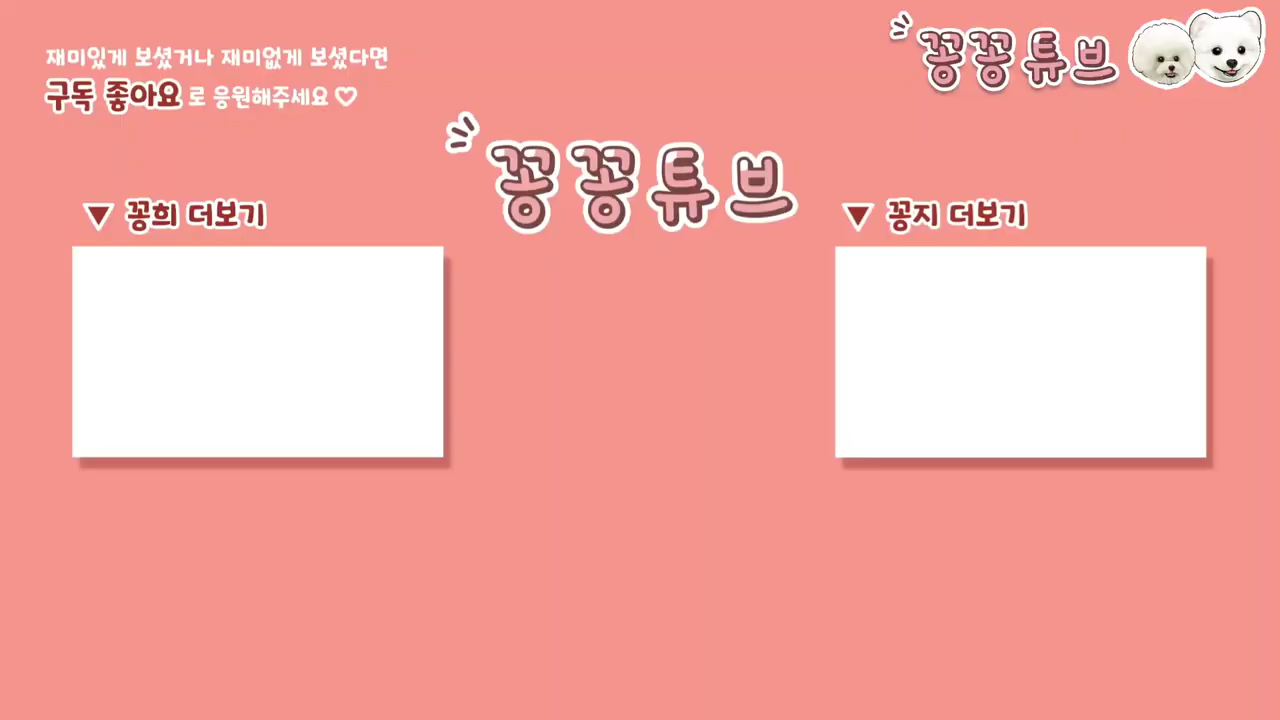 재미있게 보셨거나 재미없게 보셨다면
구독 좋아요 로 응원해주세요 ♡
꽁꽁튜브
꽁꽁튜브
▼ 꽁희 더보기
▼ 꽁지 더보기